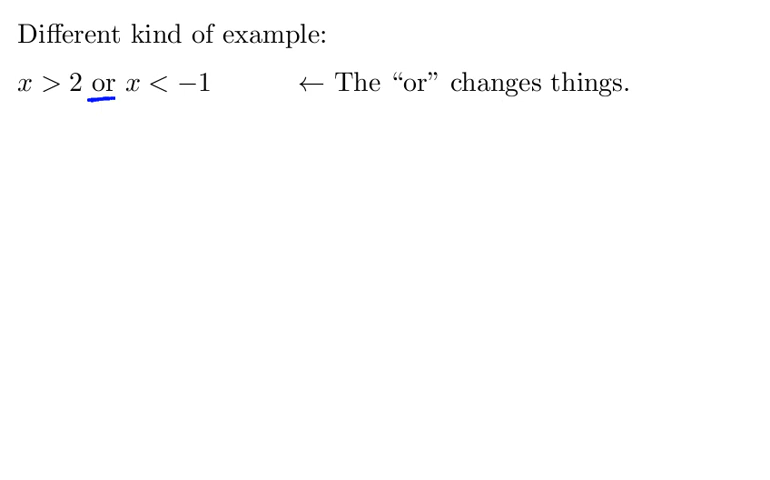 Different kind of example:
x > 2 or x < −1 ← The “or” changes things.